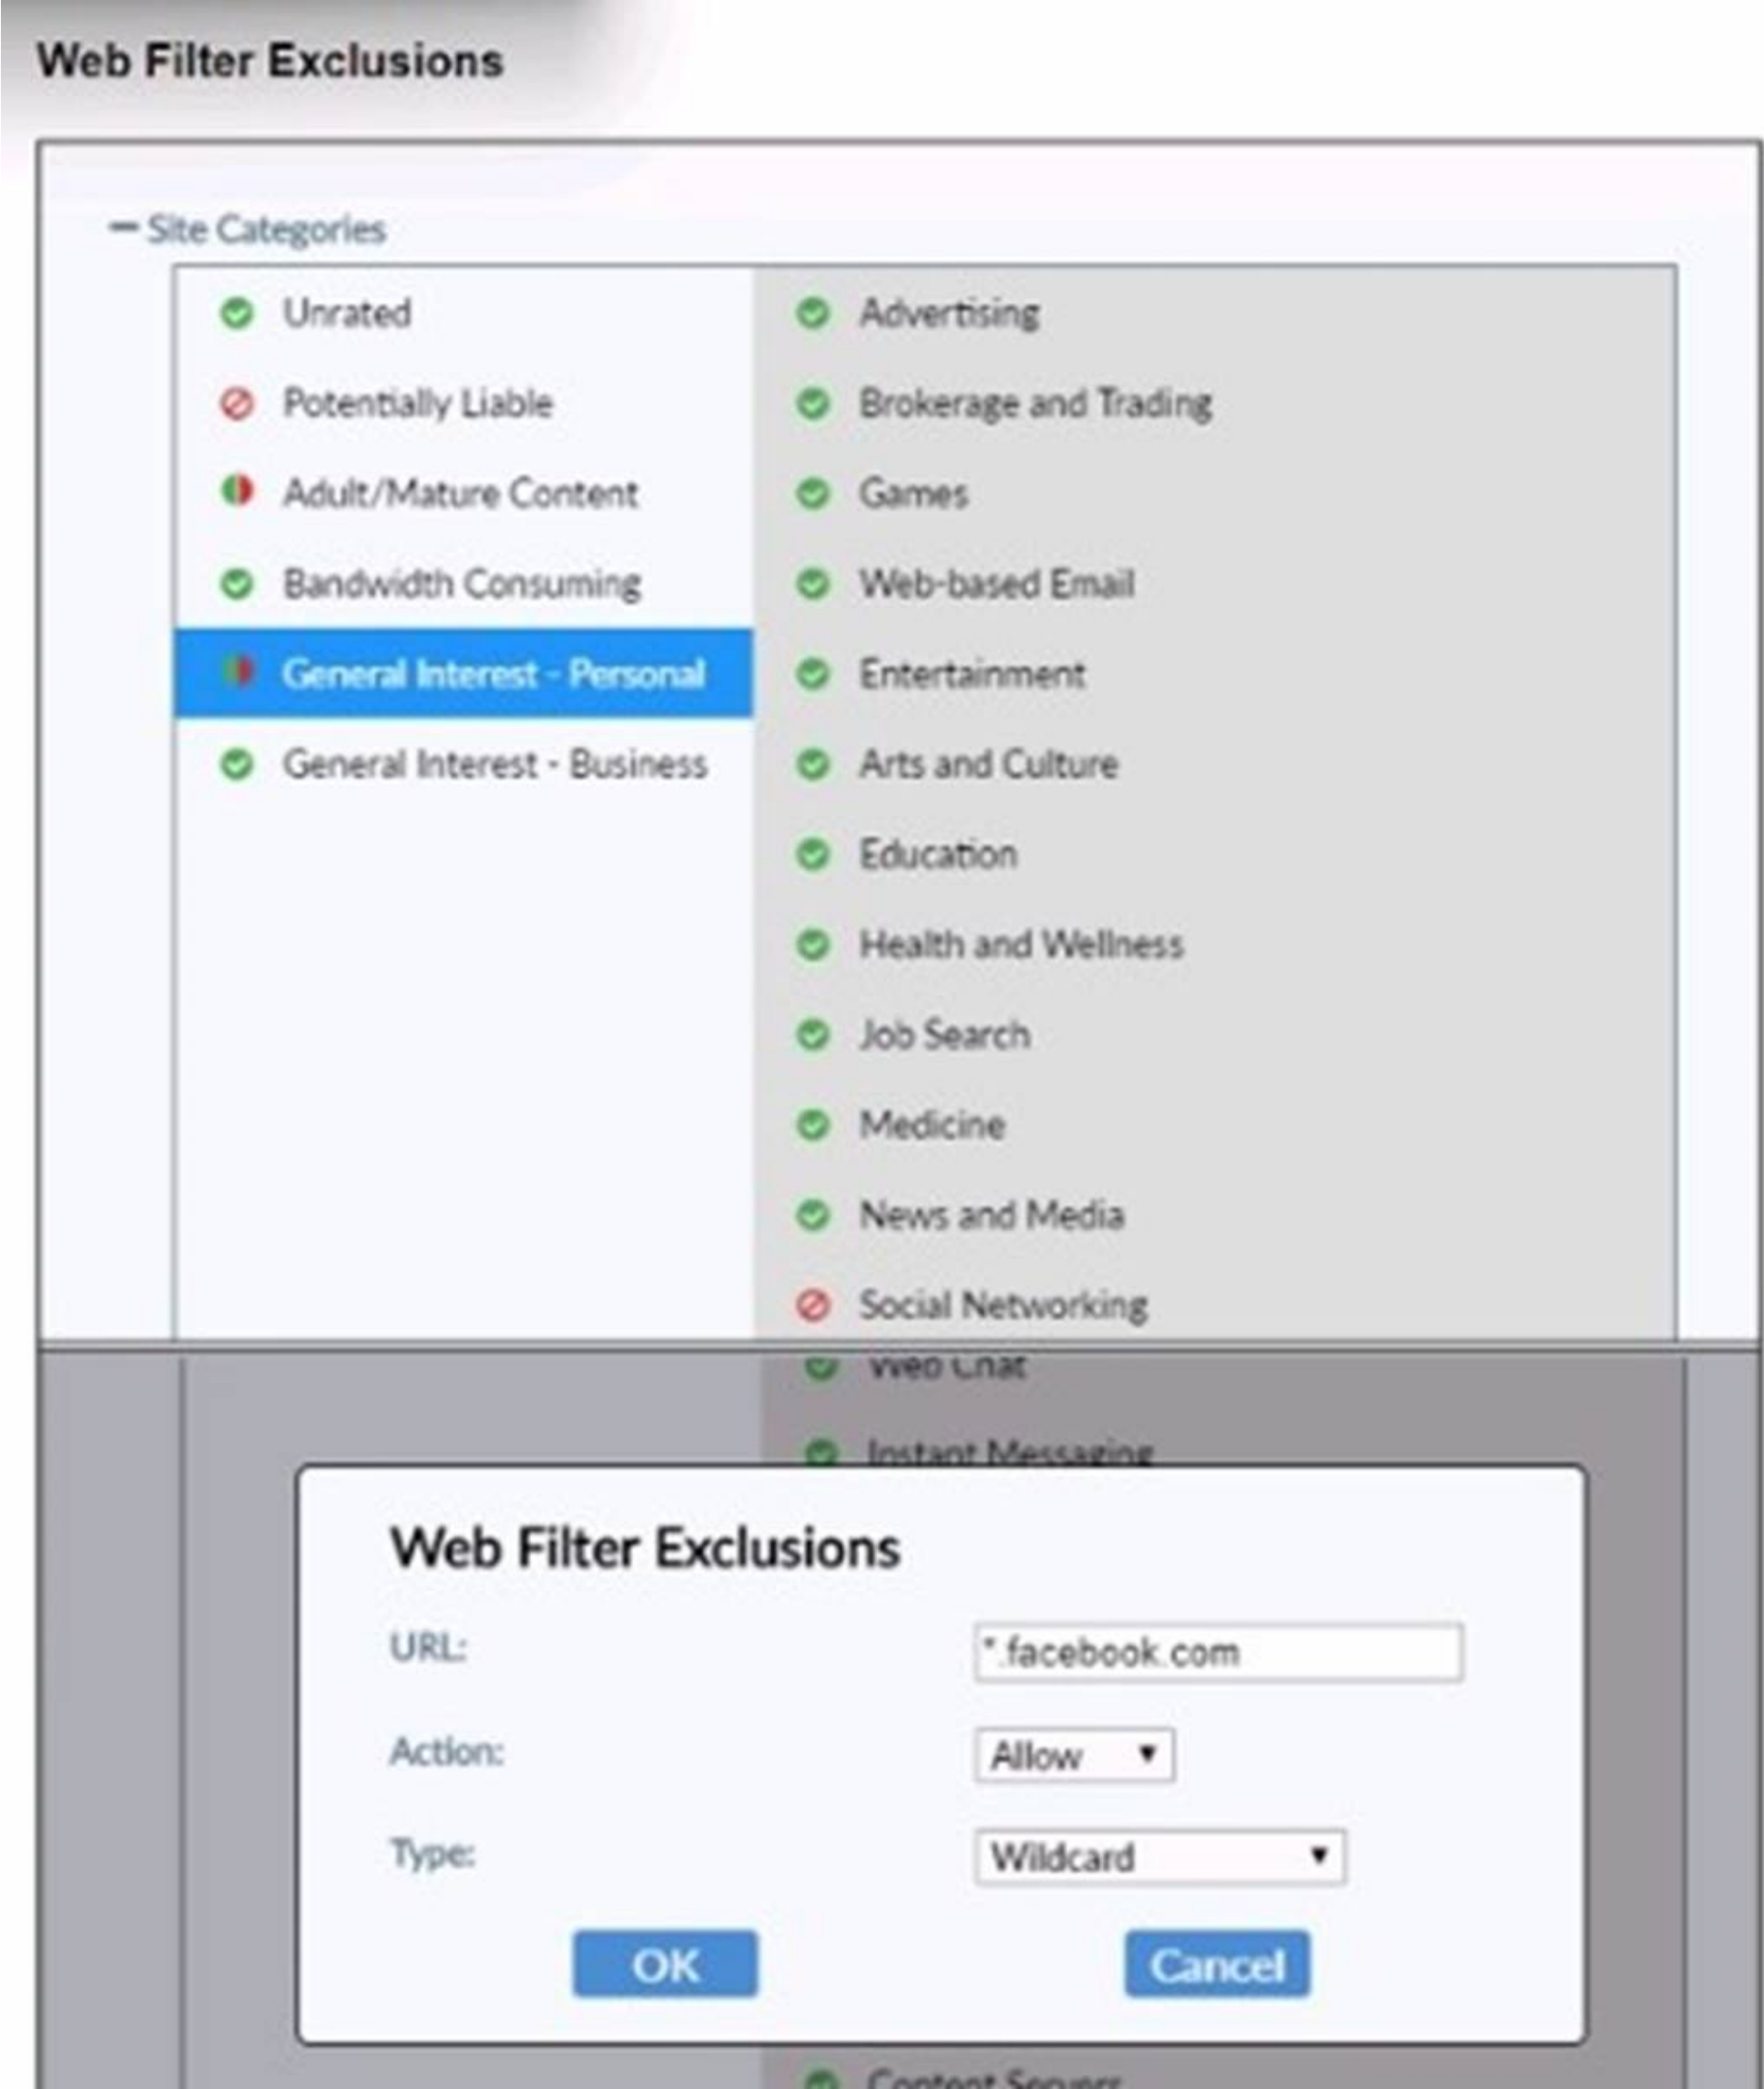 Web Filter Exclusions
Site Categories
Unrated
Potentially Liable
Adult/Mature Content
Bandwidth Consuming
General Interest - Personal
General Interest - Business
Advertising
Brokerage and Trading
Games
Web-based Email
Entertainment
Arts and Culture
Education
Health and Wellness
Job Search
Medicine
News and Media
Social Networking
Web Chat
Instant Messaging
Web Filter Exclusions
URL: *.facebook.com
Action: Allow
Type: Wildcard
OK Cancel
Content Servers